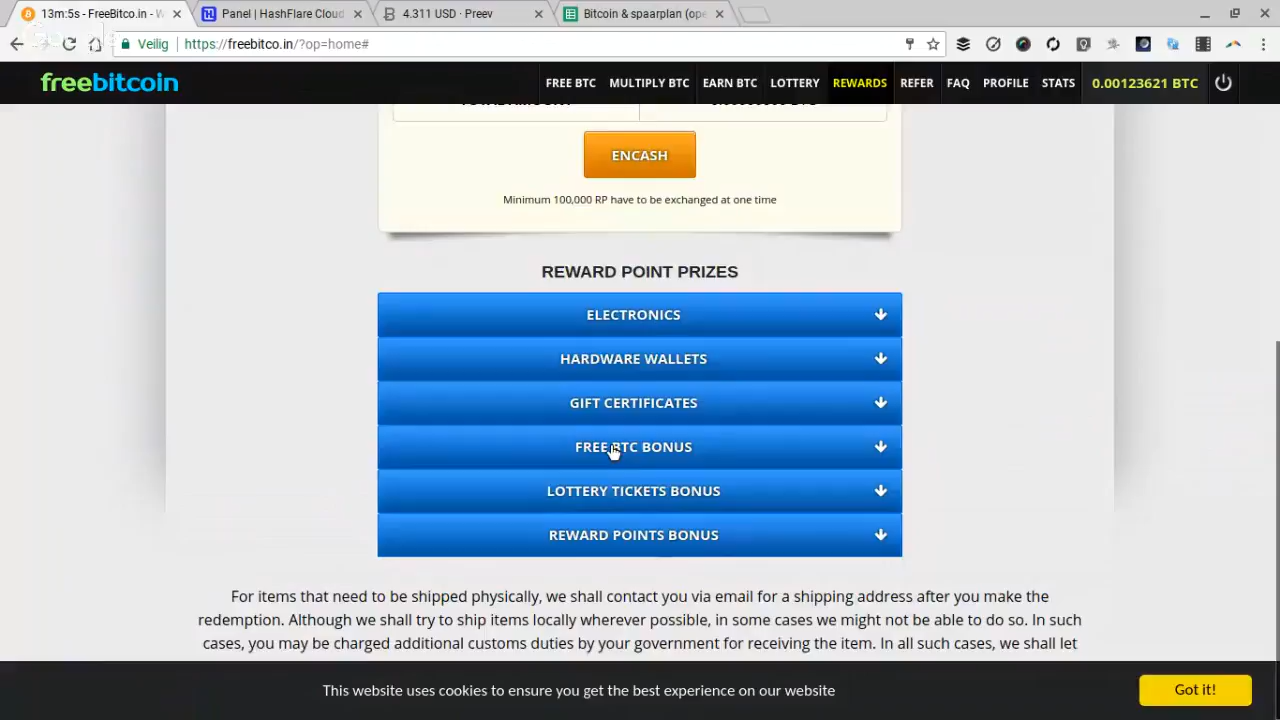 13m:5s - FreeBitco.in - W
Panel | HashFlare Cloud
4.311 USD · Preev
Bitcoin & spaarplan (ope
Veilig
https://freebitco.in/?op=home#
freebitcoin
FREE BTC MULTIPLY BTC EARN BTC LOTTERY REWARDS REFER FAQ PROFILE STATS 0.00123621 BTC
ENCASH
Minimum 100,000 RP have to be exchanged at one time
REWARD POINT PRIZES
ELECTRONICS
HARDWARE WALLETS
GIFT CERTIFICATES
FREE BTC BONUS
LOTTERY TICKETS BONUS
REWARD POINTS BONUS
For items that need to be shipped physically, we shall contact you via email for a shipping address after you make the
redemption. Although we shall try to ship items locally wherever possible, in some cases we might not be able to do so. In such
cases, you may be charged additional customs duties by your government for receiving the item. In all such cases, we shall let
This website uses cookies to ensure you get the best experience on our website
Got it!